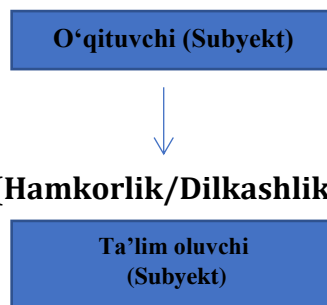 O‘qituvchi (Subyekt)
[Hamkorlik/Dilkashlik
Ta’lim oluvchi
(Subyekt)